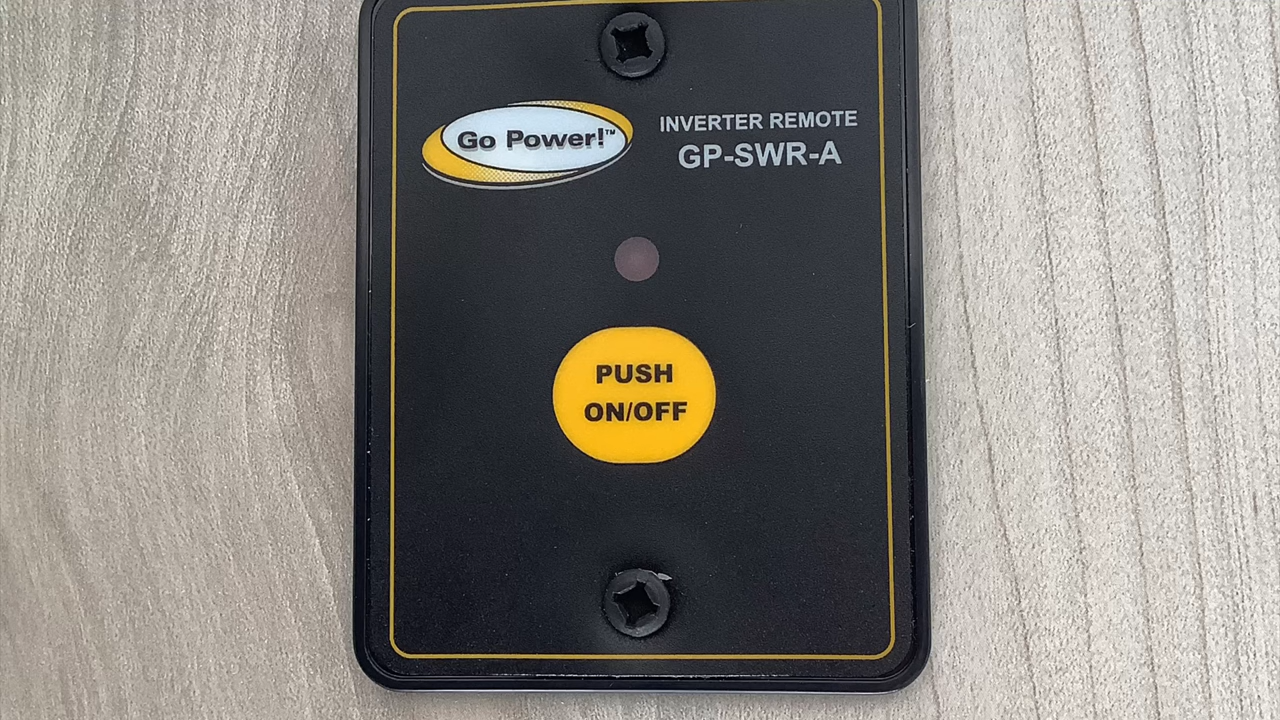 Go Power!™
INVERTER REMOTE
GP-SWR-A
PUSH
ON/OFF